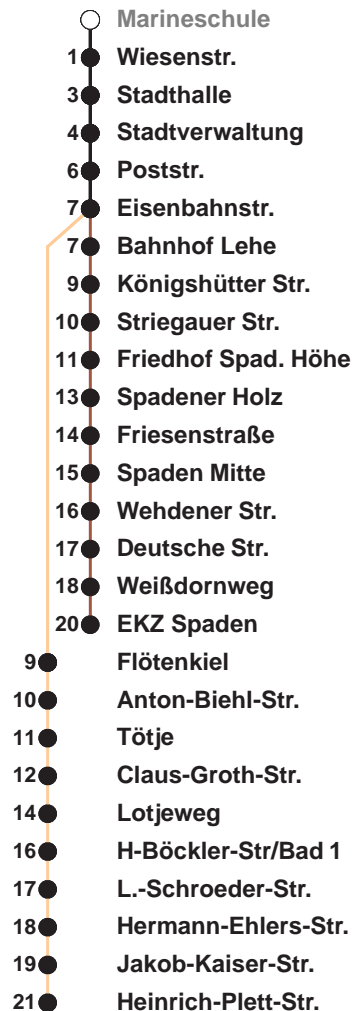 Marineschule
1 Wiesenstr.
3 Stadthalle
4 Stadtverwaltung
6 Poststr.
7 Eisenbahnstr.
7 Bahnhof Lehe
9 Königshütter Str.
10 Striegauer Str.
11 Friedhof Spad. Höhe
13 Spadener Holz
14 Friesenstraße
15 Spaden Mitte
16 Wehdener Str.
17 Deutsche Str.
18 Weißdornweg
20 EKZ Spaden
9 Flötenkiel
10 Anton-Biehl-Str.
11 Tötje
12 Claus-Groth-Str.
14 Lotjeweg
16 H-Böckler-Str/Bad 1
17 L.-Schroeder-Str.
18 Hermann-Ehlers-Str.
19 Jakob-Kaiser-Str.
21 Heinrich-Plett-Str.